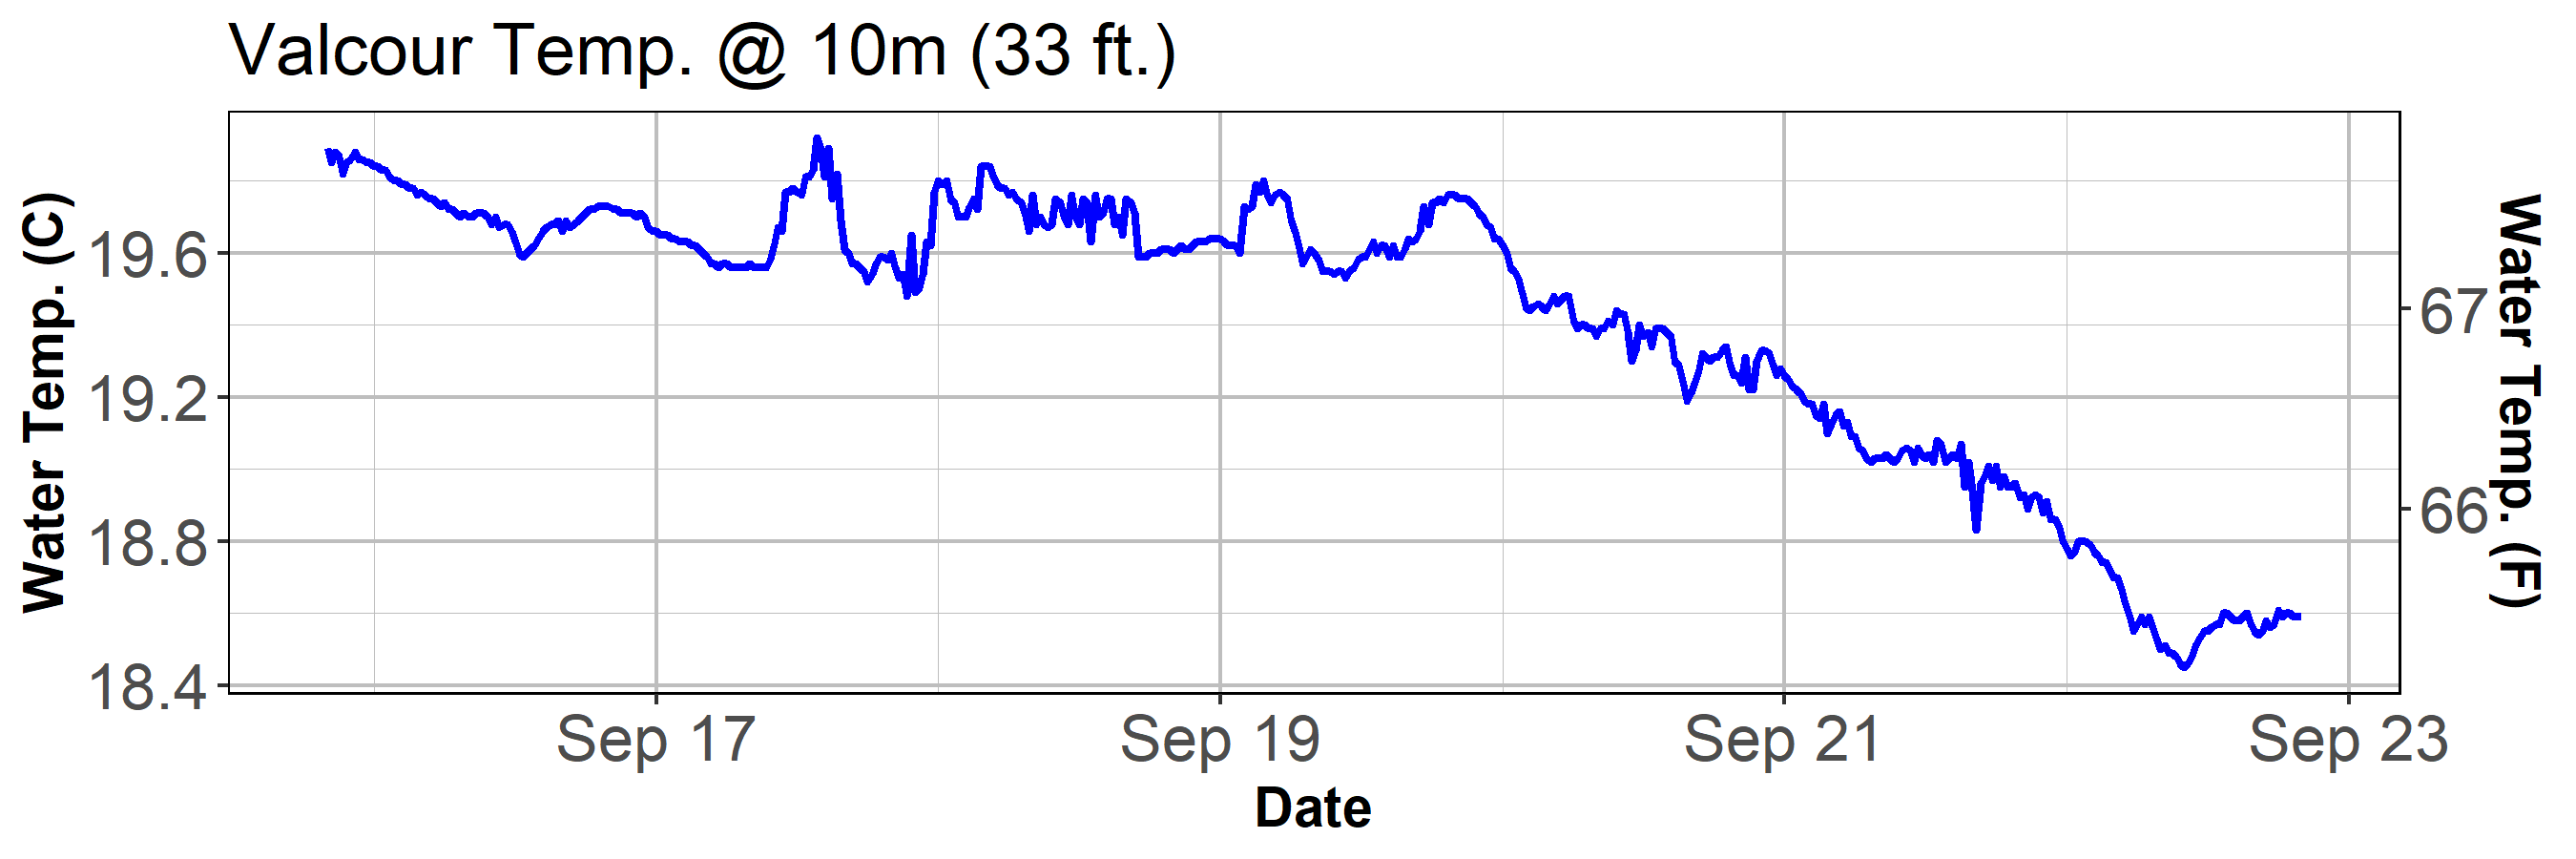 Valcour Temp. @ 10m (33 ft.)
Water Temp. (C)
19.6
19.2
18.8
18.4
67
66
Water Temp. (F)
Sep 17
Sep 19
Sep 21
Sep 23
Date